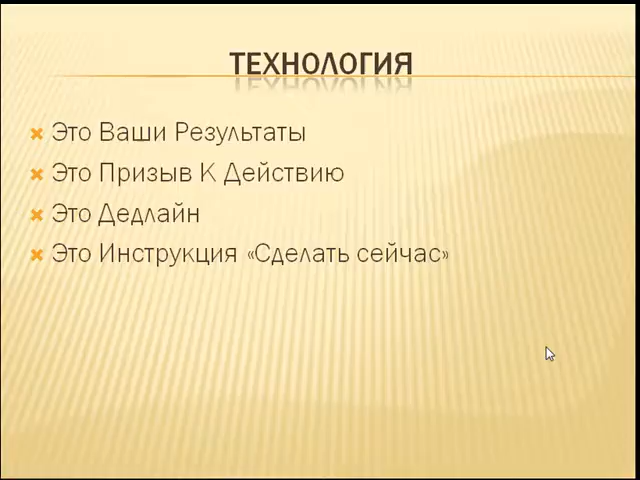 ТЕХНОЛОГИЯ
Это Ваши Результаты
Это Призыв К Действию
Это Дедлайн
Это Инструкция «Сделать сейчас»